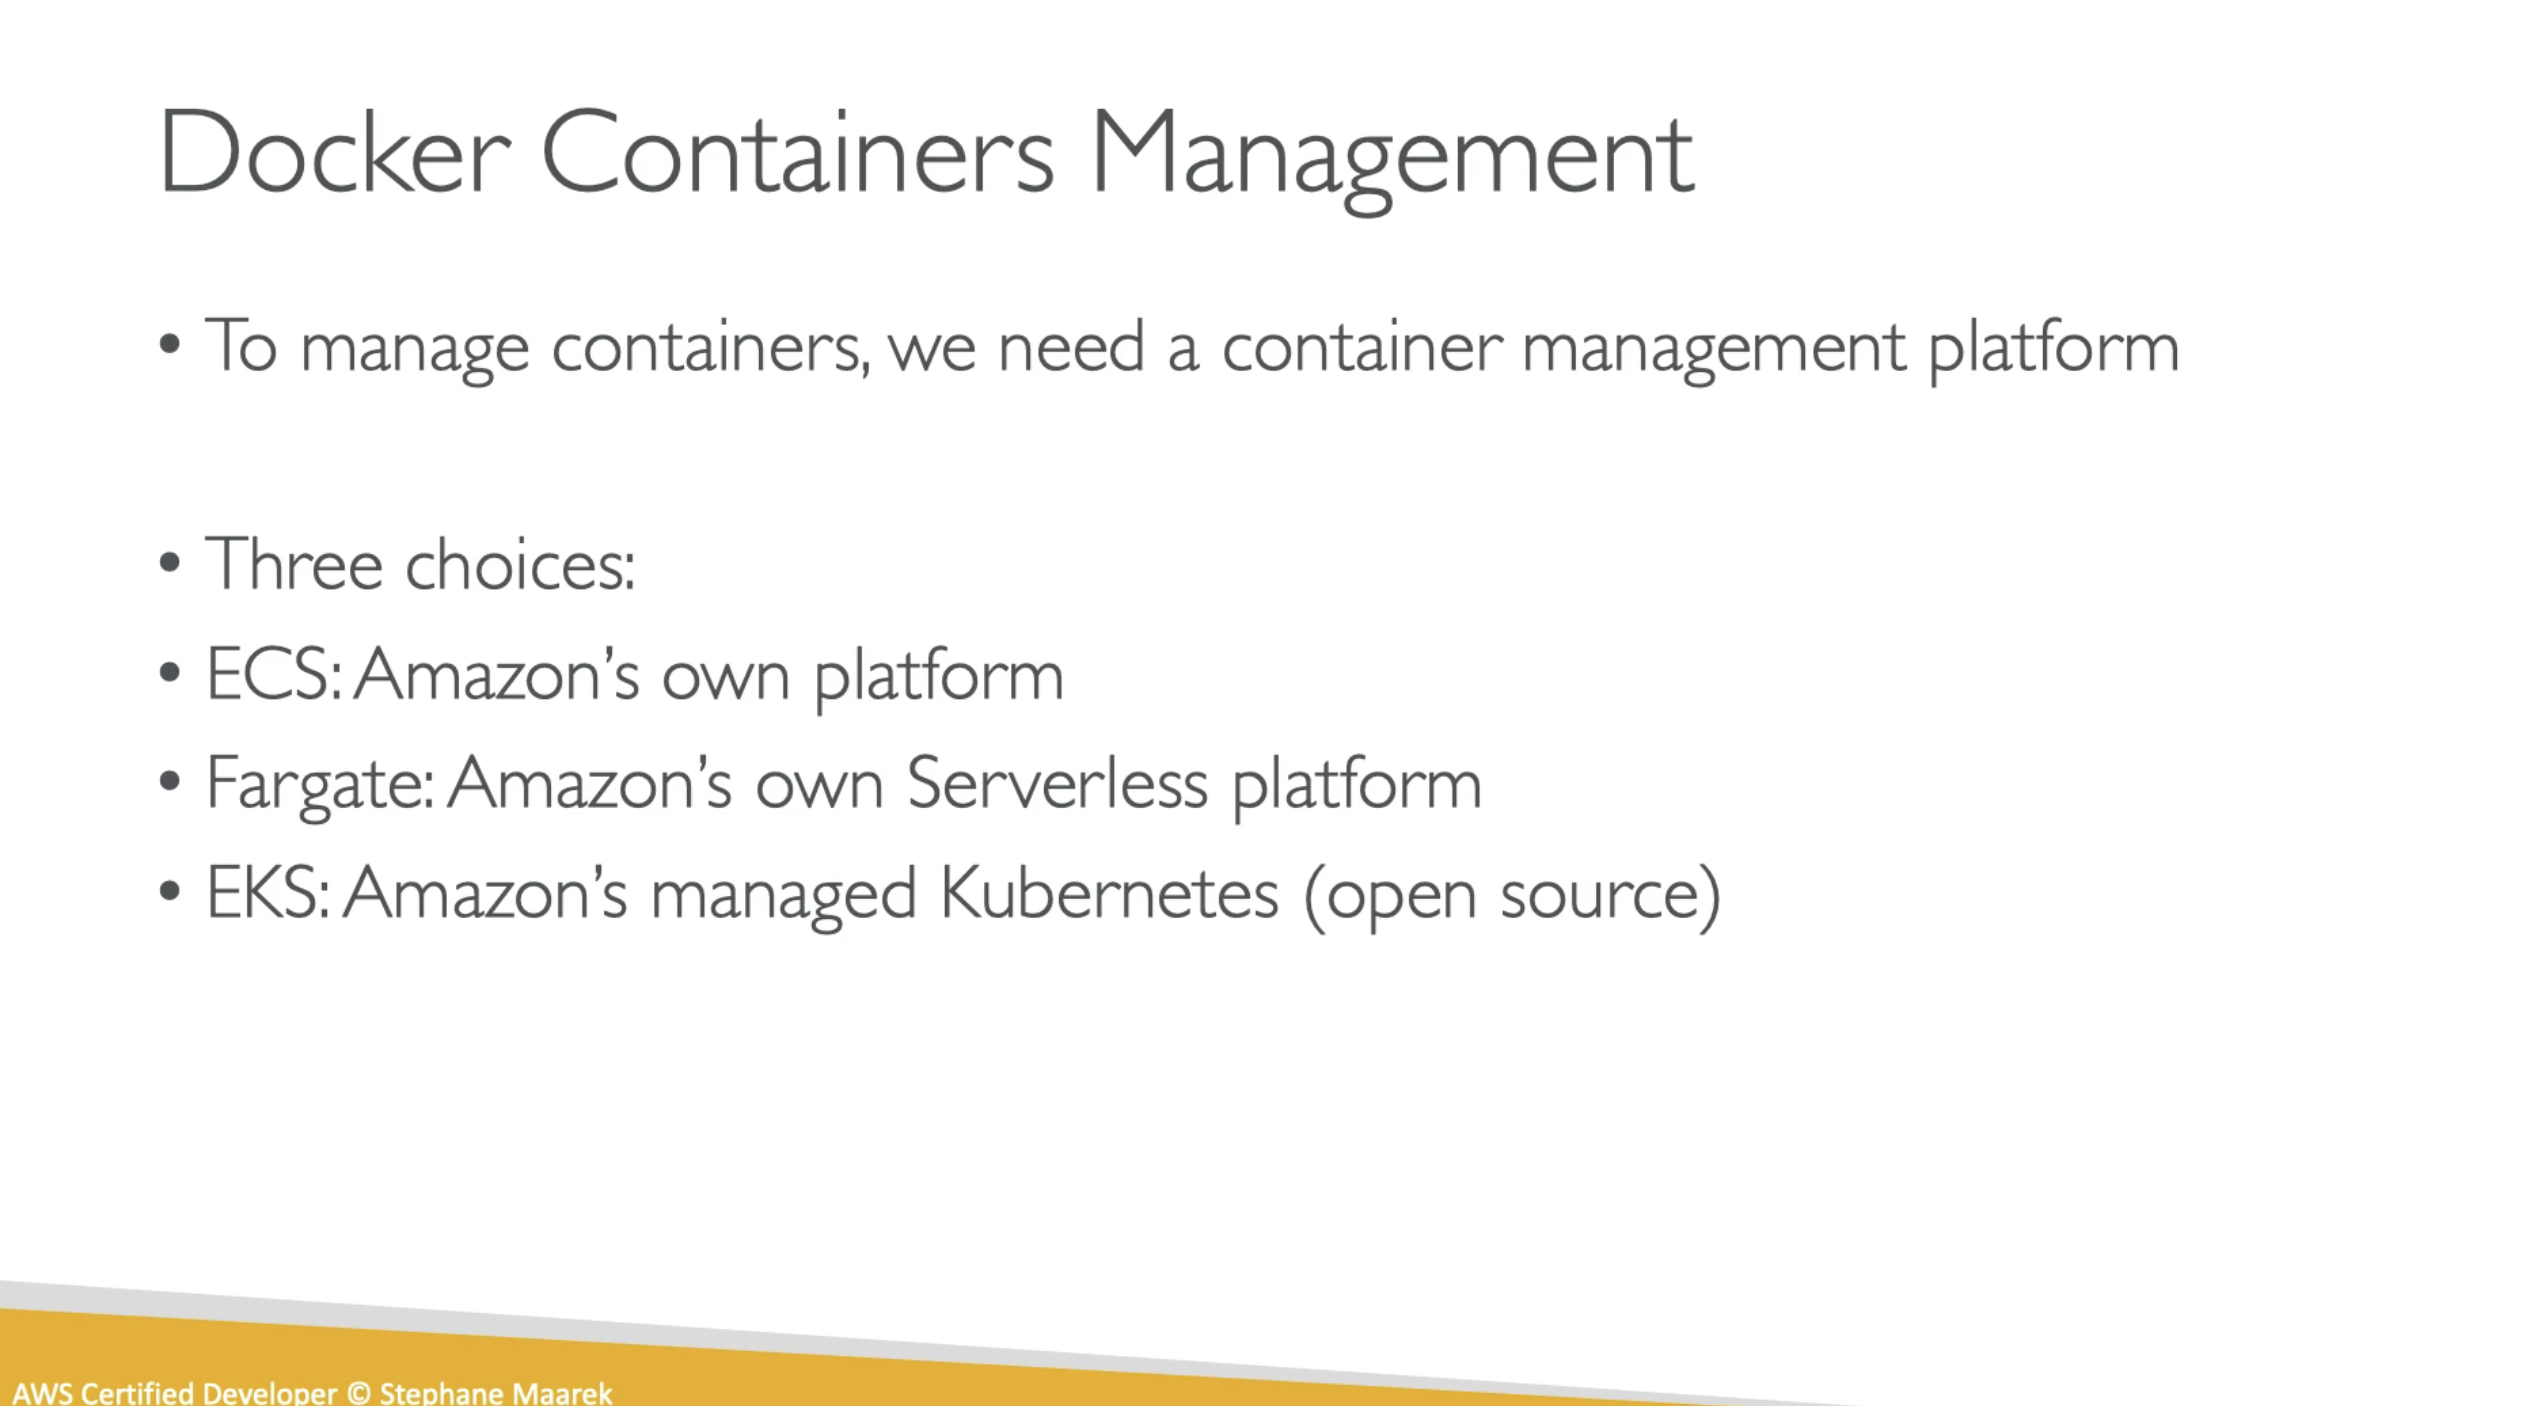 Docker Containers Management
• To manage containers, we need a container management platform
• Three choices:
• ECS: Amazon’s own platform
• Fargate: Amazon’s own Serverless platform
• EKS: Amazon’s managed Kubernetes (open source)
AWS Certified Developer © Stephane Maarek